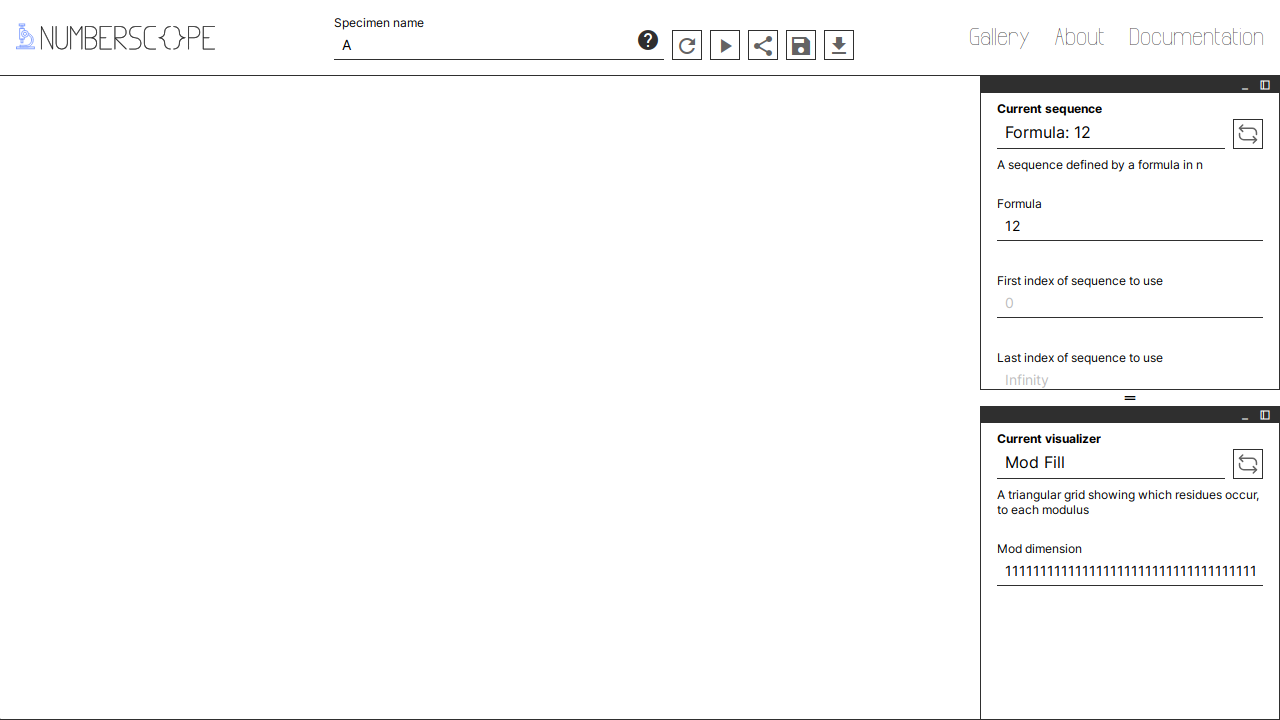 NUMBERSC{}PE
Specimen name
A
Gallery
About
Documentation
Current sequence
Formula: 12
A sequence defined by a formula in n
Formula
12
First index of sequence to use
0
Last index of sequence to use
Infinity
Current visualizer
Mod Fill
A triangular grid showing which residues occur,
to each modulus
Mod dimension
111111111111111111111111111111111111